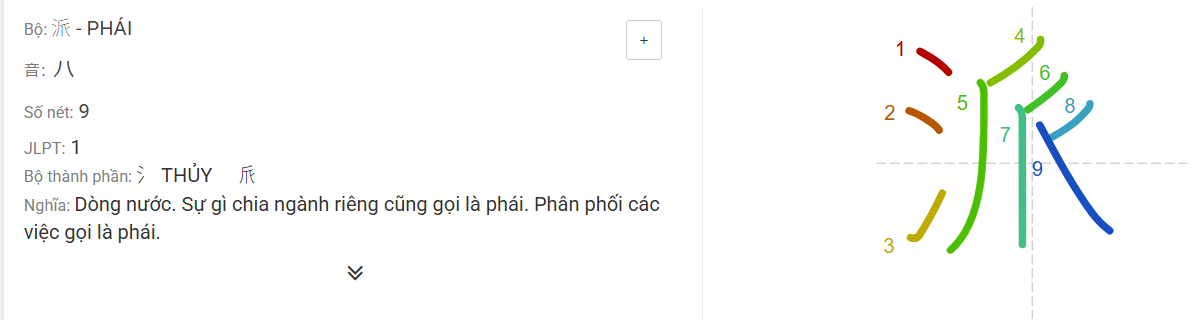 Bộ: 派 - PHÁI
+
音: ハ
Số nét: 9
JLPT: 1
Bộ thành phần: 氵 THỦY 𠂢
Nghĩa: Dòng nước. Sự gì chia ngành riêng cũng gọi là phái. Phân phối các
việc gọi là phái.
1
2
3
4
5
6
7
8
9